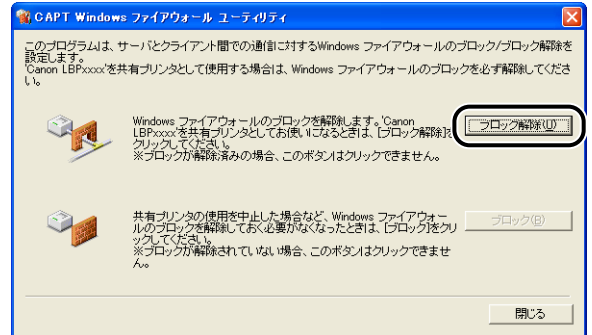 CAPT Windows ファイアウォール ユーティリティ
このプログラムは、サーバとクライアント間での通信に対するWindows ファイアウォールのブロック/ブロック解除を
設定します。
'Canon LBPxxxx'を共有プリンタとして使用する場合は、Windows ファイアウォールのブロックを必ず解除してくださ
い。
Windows ファイアウォールのブロックを解除します。'Canon
LBPxxxx'を共有プリンタとしてお使いになるときは、[ブロック解除]を
クリックしてください。
※ブロックが解除済みの場合、このボタンはクリックできません。
ブロック解除(U)
共有プリンタの使用を中止した場合など、Windows ファイアウォー
ルのブロックを解除しておく必要がなくなったときは、[ブロック]をクリ
ックしてください。
※ブロックが解除されていない場合、このボタンはクリックできませ
ん。
ブロック(B)
閉じる